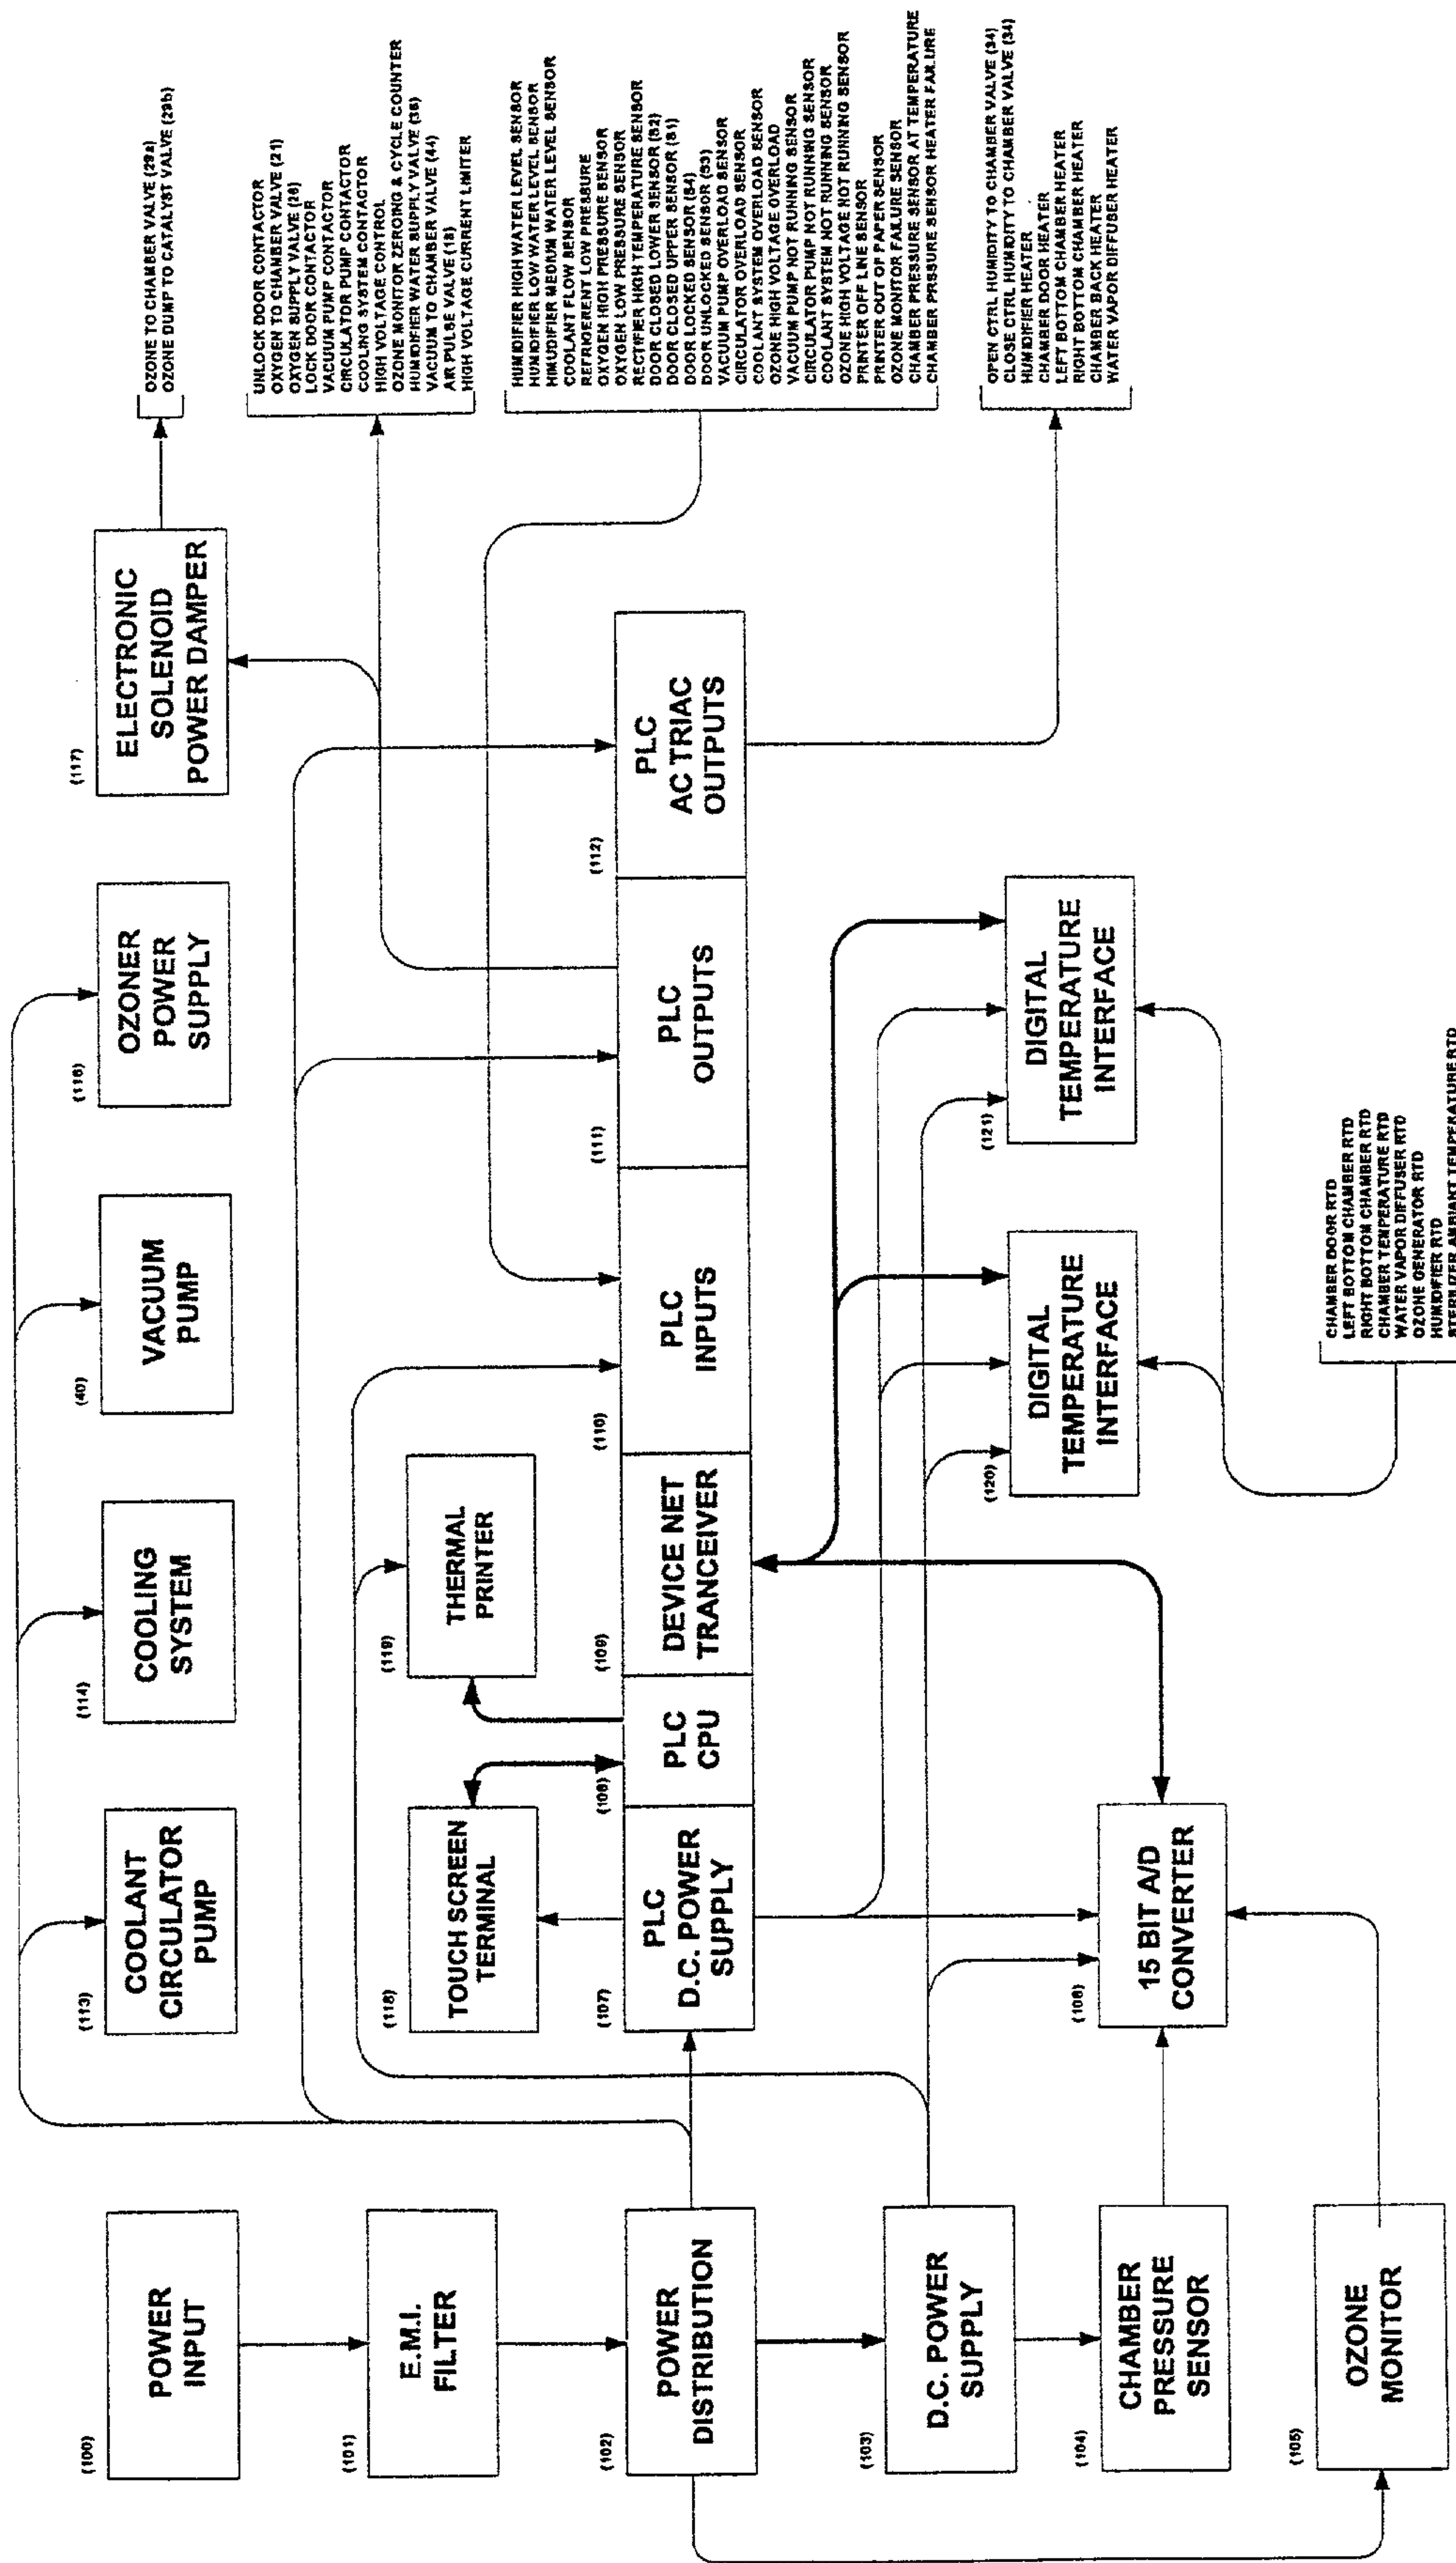 (100)
POWER
INPUT
(101)
E.M.I.
FILTER
(102)
POWER
DISTRIBUTION
(103)
D.C. POWER
SUPPLY
(104)
CHAMBER
PRESSURE
SENSOR
(105)
OZONE
MONITOR
(113)
COOLANT
CIRCULATOR
PUMP
(114)
COOLING
SYSTEM
(40)
VACUUM
PUMP
(116)
OZONER
POWER
SUPPLY
(117)
ELECTRONIC
SOLENOID
POWER DAMPER
(118)
TOUCH SCREEN
TERMINAL
(119)
THERMAL
PRINTER
(107)
PLC
D.C. POWER
SUPPLY
(108)
PLC
CPU
(109)
DEVICE NET
TRANCEIVER
(110)
PLC
INPUTS
(111)
PLC
OUTPUTS
(112)
PLC
AC TRIAC
OUTPUTS
(106)
15 BIT A/D
CONVERTER
(120)
DIGITAL
TEMPERATURE
INTERFACE
(121)
DIGITAL
TEMPERATURE
INTERFACE
OZONE TO CHAMBER VALVE (29a)
OZONE DUMP TO CATALYST VALVE (29b)
UNLOCK DOOR CONTACTOR
OXYGEN TO CHAMBER VALVE (21)
OXYGEN SUPPLY VALVE (26)
LOCK DOOR CONTACTOR
VACUUM PUMP CONTACTOR
CIRCULATOR PUMP CONTACTOR
COOLING SYSTEM CONTACTOR
HIGH VOLTAGE CONTROL
OZONE MONITOR ZEROING & CYCLE COUNTER
HUMIDIFIER WATER SUPPLY VALVE (36)
VACUUM TO CHAMBER VALVE (44)
AIR PULSE VALVE (18)
HIGH VOLTAGE CURRENT LIMITER
HUMIDIFIER HIGH WATER LEVEL SENSOR
HUMIDIFIER LOW WATER LEVEL SENSOR
HIMUDIFIER MEDIUM WATER LEVEL SENSOR
COOLANT FLOW SENSOR
REFRIGERENT LOW PRESSURE
OXYGEN HIGH PRESSURE SENSOR
OXYGEN LOW PRESSURE SENSOR
RECTIFIER HIGH TEMPERATURE SENSOR
DOOR CLOSED LOWER SENSOR (S2)
DOOR CLOSED UPPER SENSOR (S1)
DOOR LOCKED SENSOR (S4)
DOOR UNLOCKED SENSOR (S3)
VACUUM PUMP OVERLOAD SENSOR
CIRCULATOR OVERLOAD SENSOR
COOLANT SYSTEM OVERLOAD SENSOR
OZONE HIGH VOLTAGE OVERLOAD
VACUUM PUMP NOT RUNNING SENSOR
CIRCULATOR PUMP NOT RUNNING SENSOR
COOLANT SYSTEM NOT RUNNING SENSOR
OZONE HIGH VOLTAGE NOT RUNNING SENSOR
PRINTER OFF LINE SENSOR
PRINTER OUT OF PAPER SENSOR
OZONE MONITOR FAILURE SENSOR
CHAMBER PRESSURE SENSOR AT TEMPERATURE
CHAMBER PRSSURE SENSOR HEATER FAILURE
OPEN CTRL HUMIDITY TO CHAMBER VALVE (34)
CLOSE CTRL HUMIDITY TO CHAMBER VALVE (34)
HUMIDIFIER HEATER
CHAMBER DOOR HEATER
LEFT BOTTOM CHAMBER HEATER
RIGHT BOTTOM CHAMBER HEATER
CHAMBER BACK HEATER
WATER VAPOR DIFFUSER HEATER
CHAMBER DOOR RTD
LEFT BOTTOM CHAMBER RTD
RIGHT BOTTOM CHAMBER RTD
CHAMBER TEMPERATURE RTD
WATER VAPOR DIFFUSER RTD
OZONE GENERATOR RTD
HUMIDIFIER RTD
STERILIZER AMBIANT TEMPERATURE RTD